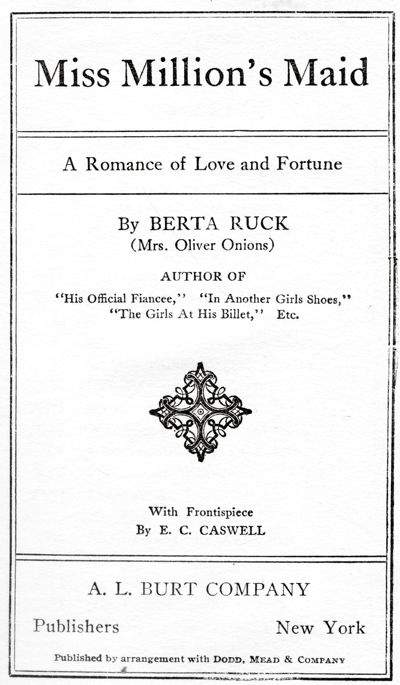 Miss Million's Maid
A Romance of Love and Fortune
By BERTA RUCK
(Mrs. Oliver Onions)
AUTHOR OF
"His Official Fiancee," "In Another Girls Shoes,"
"The Girls At His Billet," Etc.
With Frontispiece
By E. C. CASWELL
A. L. BURT COMPANY
Publishers New York
Published by arrangement with DODD, MEAD & COMPANY